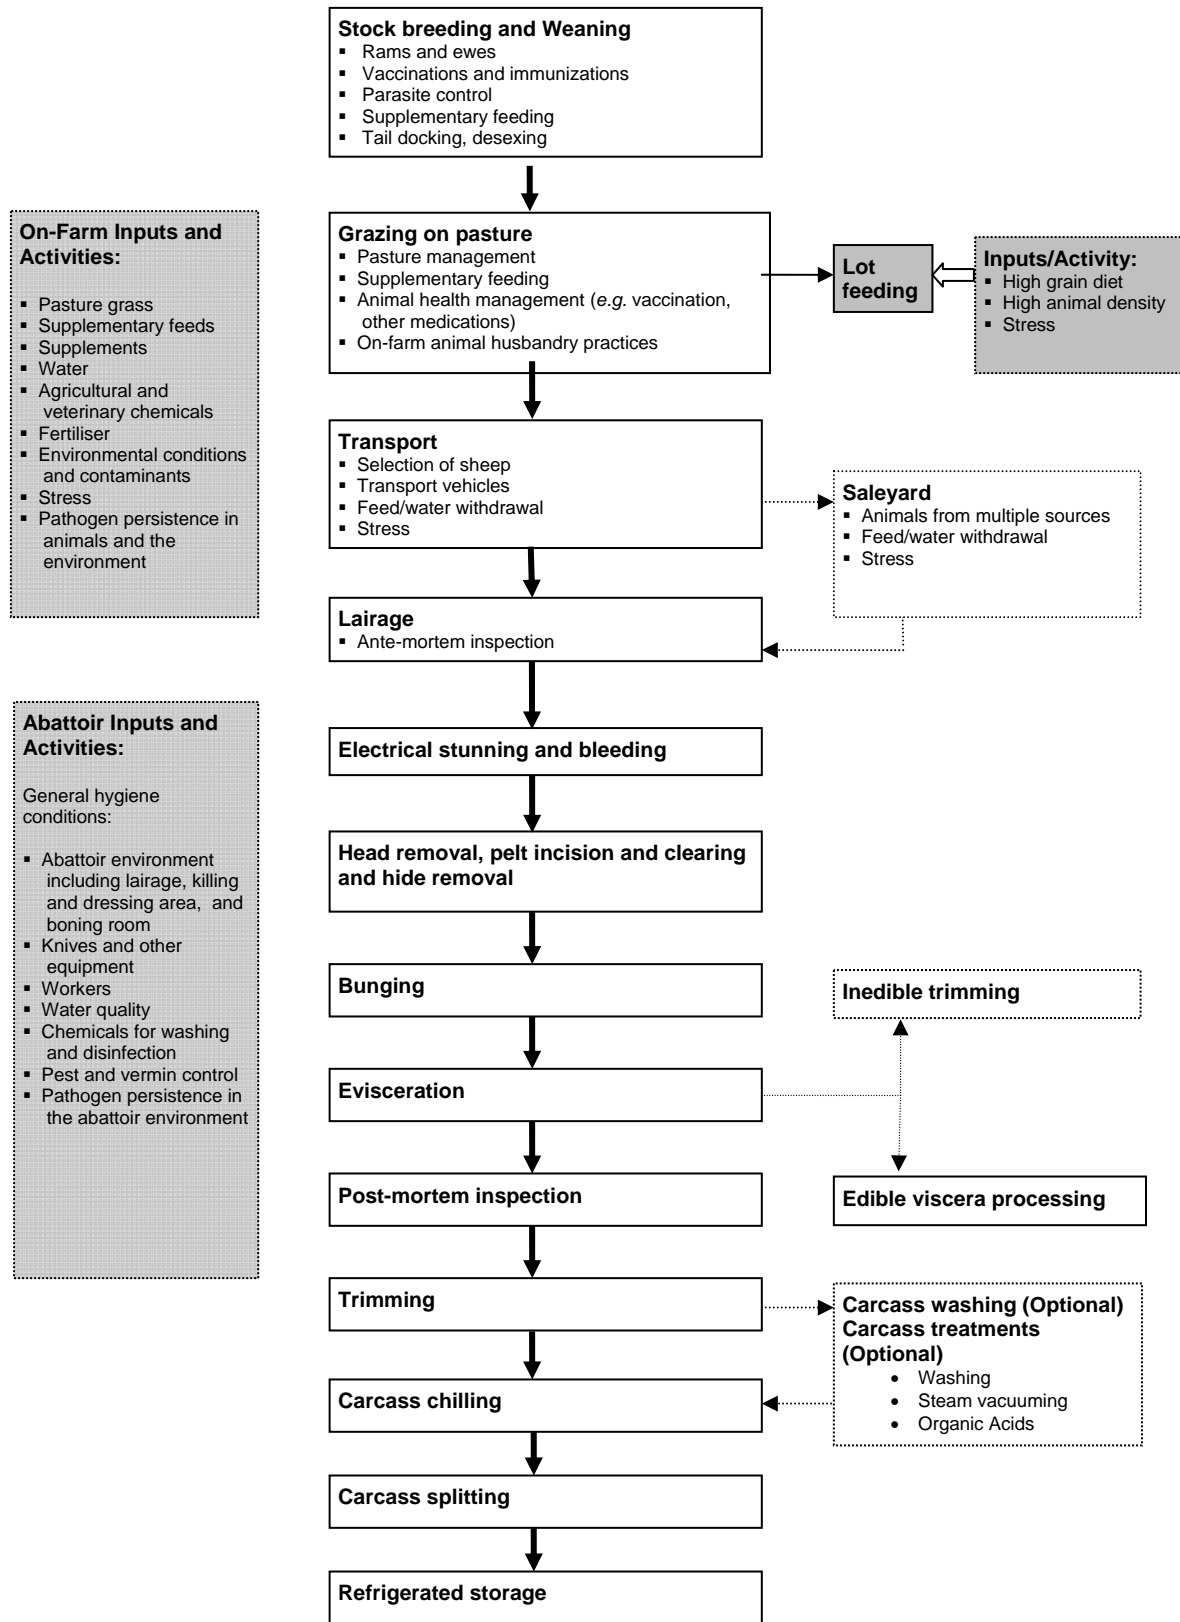 Stock breeding and Weaning
▪ Rams and ewes
▪ Vaccinations and immunizations
▪ Parasite control
▪ Supplementary feeding
▪ Tail docking, desexing
On-Farm Inputs and
Activities:
▪ Pasture grass
▪ Supplementary feeds
▪ Supplements
▪ Water
▪ Agricultural and
veterinary chemicals
▪ Fertiliser
▪ Environmental conditions
and contaminants
▪ Stress
▪ Pathogen persistence in
animals and the
environment
Grazing on pasture
▪ Pasture management
▪ Supplementary feeding
▪ Animal health management (e.g. vaccination,
other medications)
▪ On-farm animal husbandry practices
Lot
feeding
Inputs/Activity:
▪ High grain diet
▪ High animal density
▪ Stress
Transport
▪ Selection of sheep
▪ Transport vehicles
▪ Feed/water withdrawal
▪ Stress
Saleyard
▪ Animals from multiple sources
▪ Feed/water withdrawal
▪ Stress
Lairage
▪ Ante-mortem inspection
Abattoir Inputs and
Activities:
General hygiene
conditions:
▪ Abattoir environment
including lairage, killing
and dressing area, and
boning room
▪ Knives and other
equipment
▪ Workers
▪ Water quality
▪ Chemicals for washing
and disinfection
▪ Pest and vermin control
▪ Pathogen persistence in
the abattoir environment
Electrical stunning and bleeding
Head removal, pelt incision and clearing
and hide removal
Bunging
Inedible trimming
Evisceration
Post-mortem inspection
Edible viscera processing
Trimming
Carcass washing (Optional)
Carcass treatments
(Optional)
• Washing
• Steam vacuuming
• Organic Acids
Carcass chilling
Carcass splitting
Refrigerated storage